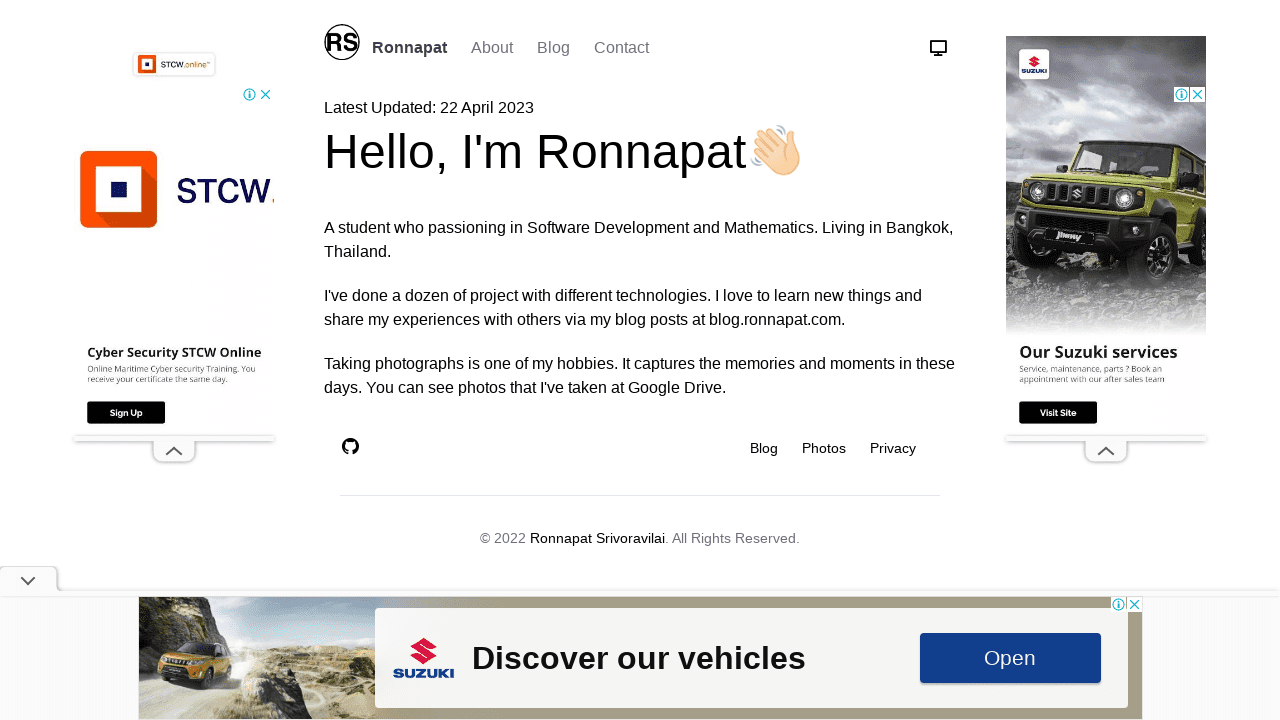 RS
Ronnapat
About
Blog
Contact
Latest Updated: 22 April 2023
Hello, I'm Ronnapat👋🏻
A student who passioning in Software Development and Mathematics. Living in Bangkok,
Thailand.
I've done a dozen of project with different technologies. I love to learn new things and
share my experiences with others via my blog posts at blog.ronnapat.com.
Taking photographs is one of my hobbies. It captures the memories and moments in these
days. You can see photos that I've taken at Google Drive.
Blog
Photos
Privacy
© 2022 Ronnapat Srivoravilai. All Rights Reserved.
STCW.online™
STCW.
Cyber Security STCW Online
Online Maritime Cyber security Training. You
receive your certificate the same day.
Sign Up
SUZUKI
Jimny
Our Suzuki services
Service, maintenance, parts ? Book an
appointment with our after sales team
Visit Site
SUZUKI
Discover our vehicles
Open